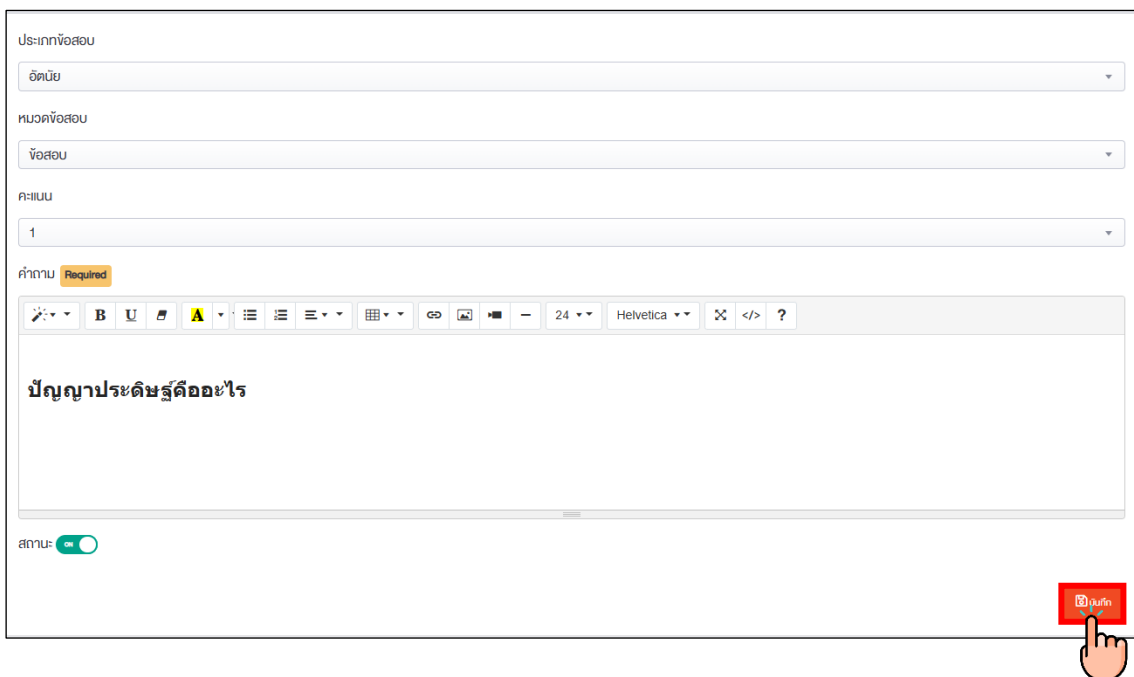 ประเภทข้อสอบ
อัตนัย
หมวดข้อสอบ
ข้อสอบ
คะแนน
1
คำถาม Required
B U A 24 Helvetica </> ?
ปัญญาประดิษฐ์คืออะไร
สถานะ ON
บันทึก